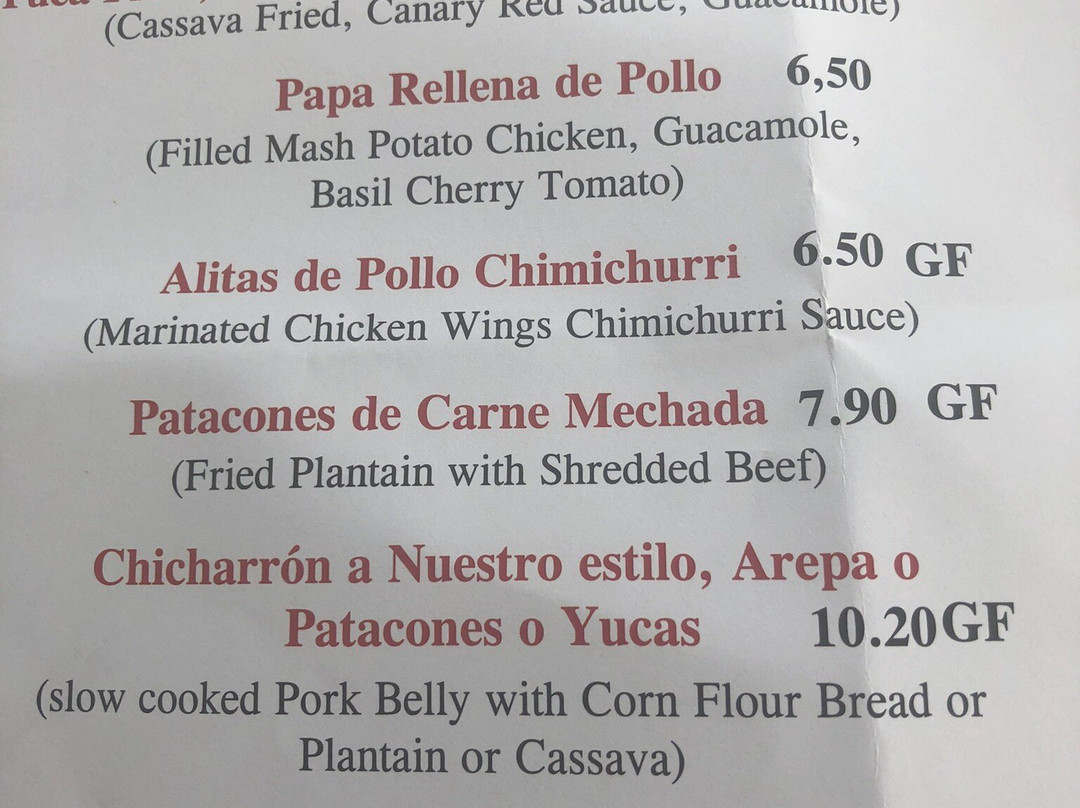 (Cassava Fried, Canary Red Sauce, Guacamole)
Papa Rellena de Pollo 6,50
(Filled Mash Potato Chicken, Guacamole,
Basil Cherry Tomato)
Alitas de Pollo Chimichurri 6.50 GF
(Marinated Chicken Wings Chimichurri Sauce)
Patacones de Carne Mechada 7.90 GF
(Fried Plantain with Shredded Beef)
Chicharrón a Nuestro estilo, Arepa o
Patacones o Yucas 10.20GF
(slow cooked Pork Belly with Corn Flour Bread or
Plantain or Cassava)